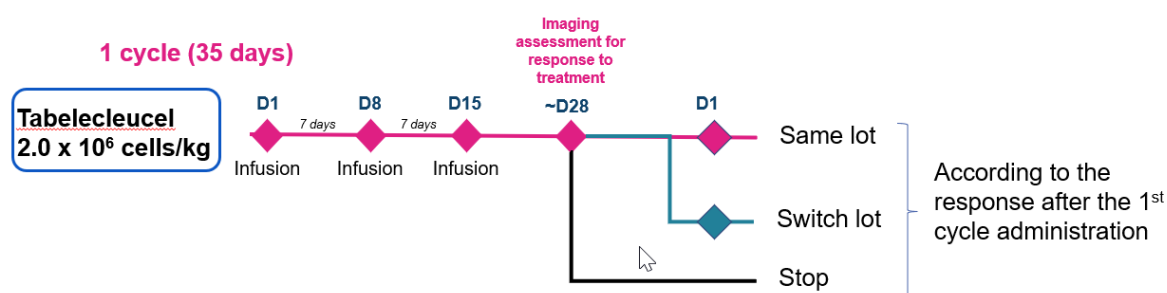 Imaging
assessment for
response to
treatment
1 cycle (35 days)
Tabelecleucel
2.0 x 10⁶ cells/kg
D1
D8
D15
~D28
D1
7 days
7 days
Infusion
Infusion
Infusion
Same lot
Switch lot
Stop
According to the
response after the 1st
cycle administration